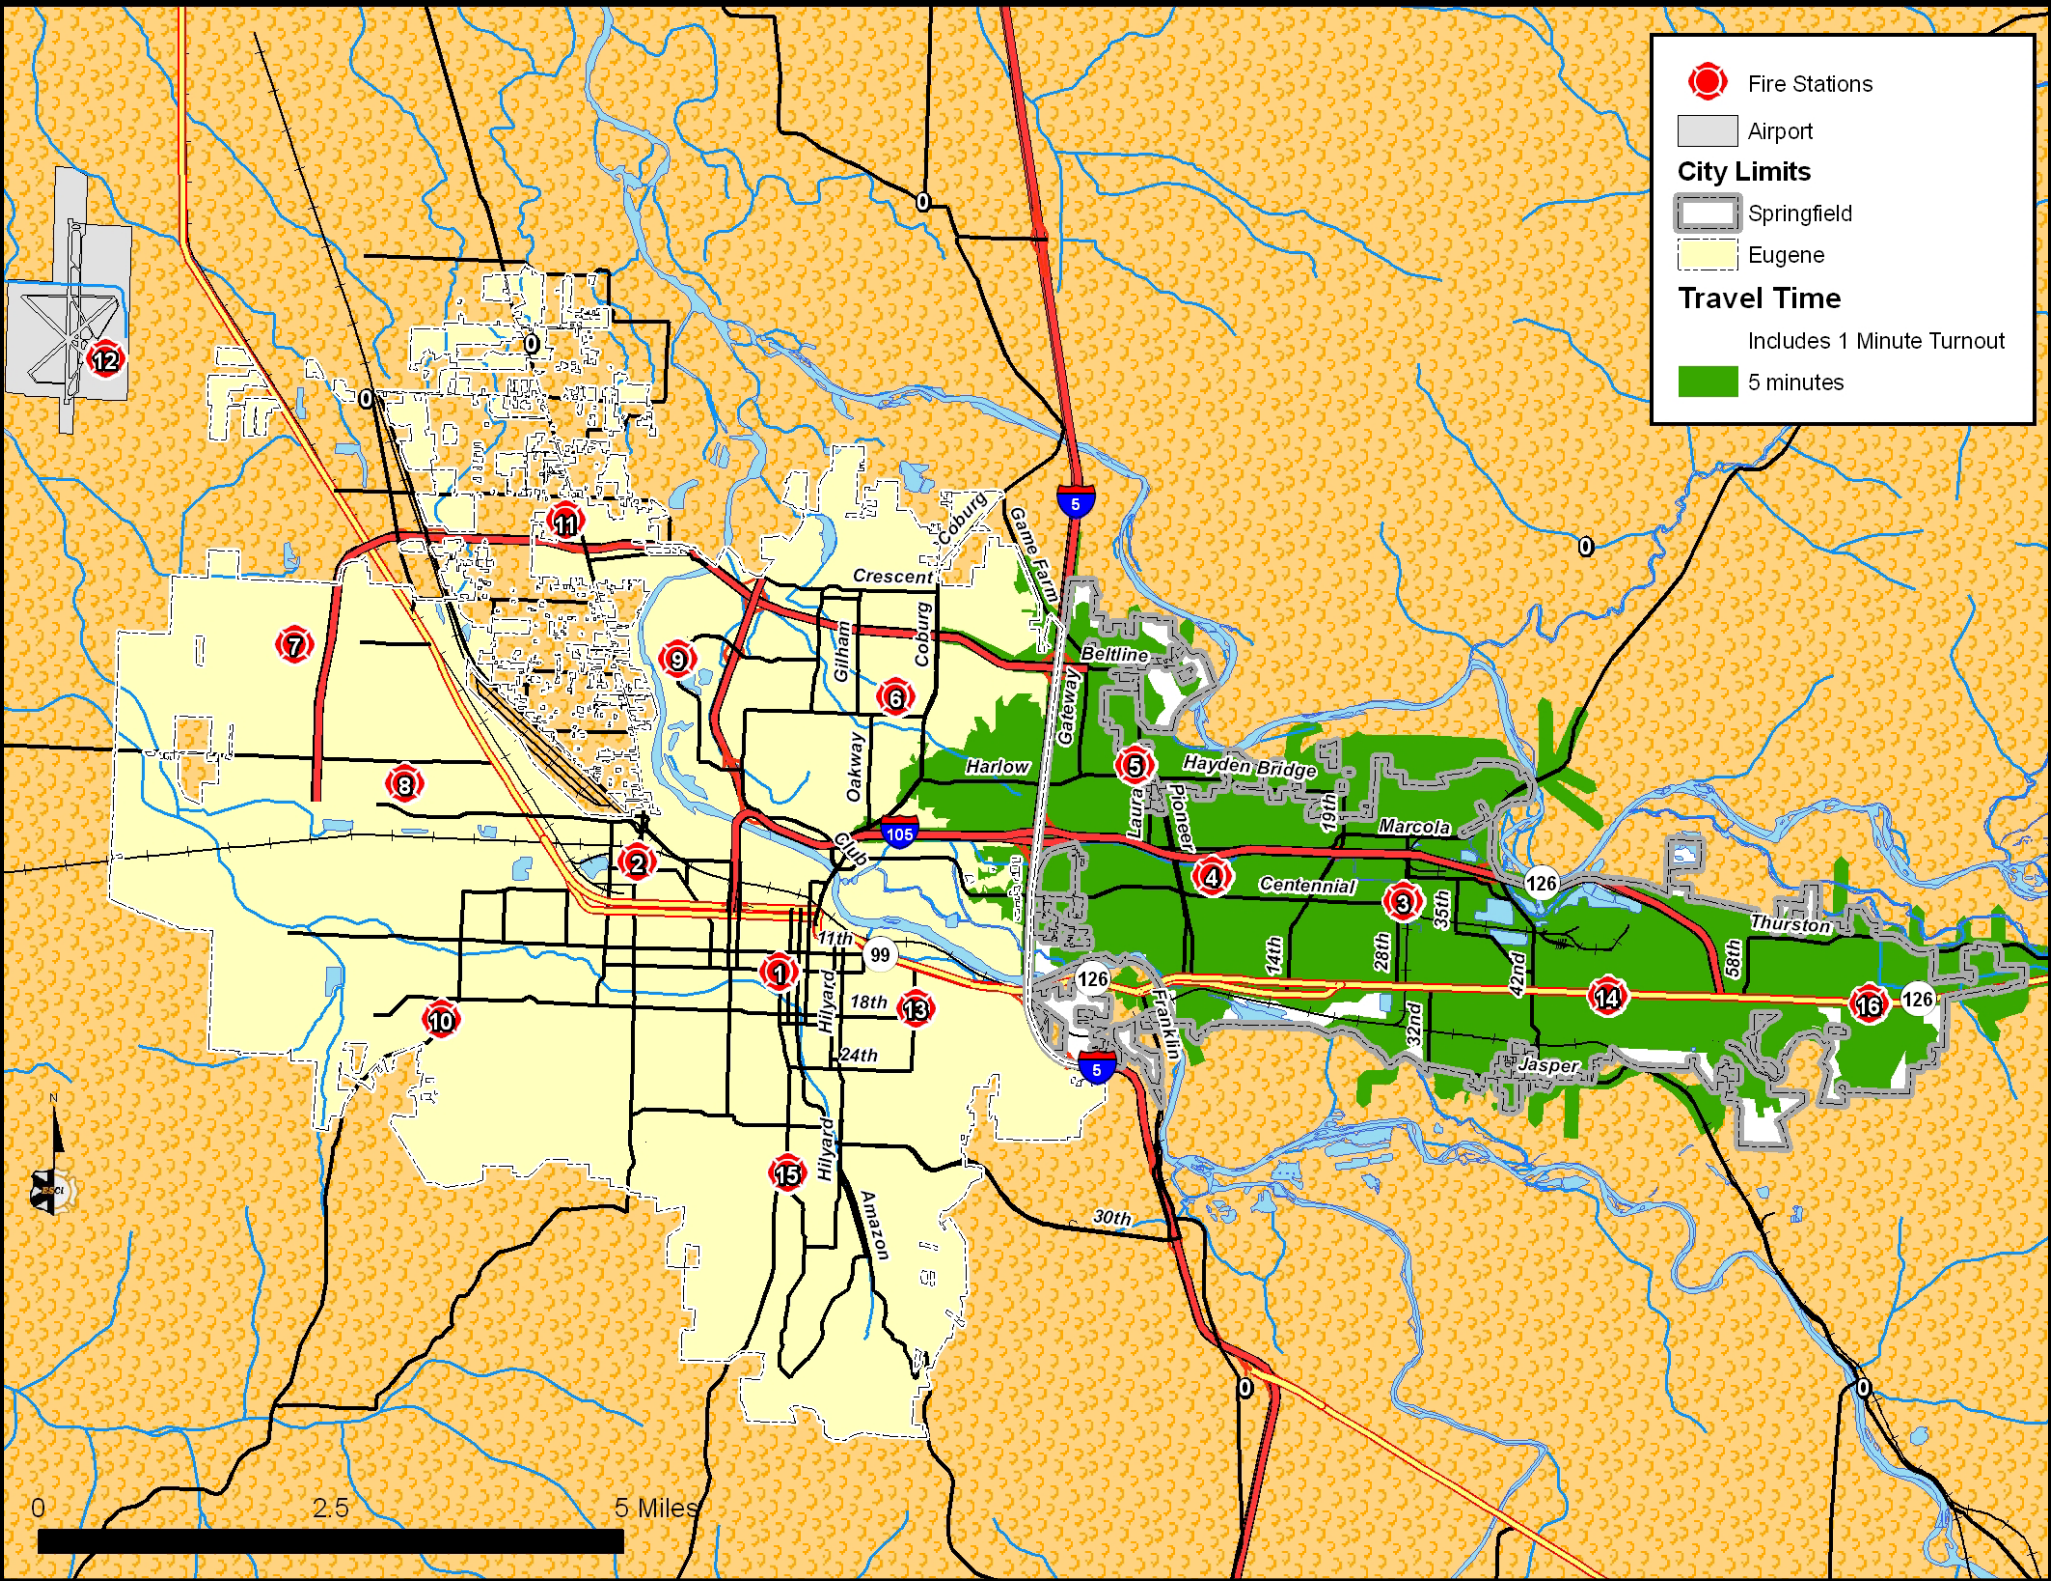 Fire Stations
Airport
City Limits
Springfield
Eugene
Travel Time
Includes 1 Minute Turnout
5 minutes
0
12
0
0
5
0
11
Coburg
Game Farm
Crescent
7
9
Gillham
Coburg
Beltline
6
Gateway
8
Oakway
Harlow
5
Hayden Bridge
Laura
Pioneer
19th
Marcola
105
Club
2
4
Centennial
3
35th
126
Thurston
11th
99
1
Hilyard
18th
13
126
Franklin
14th
28th
42nd
58th
14
16
126
10
24th
32nd
5
Jasper
N
ESCi
15
Hilyard
Amazon
30th
0
0
0
2.5
5 Miles